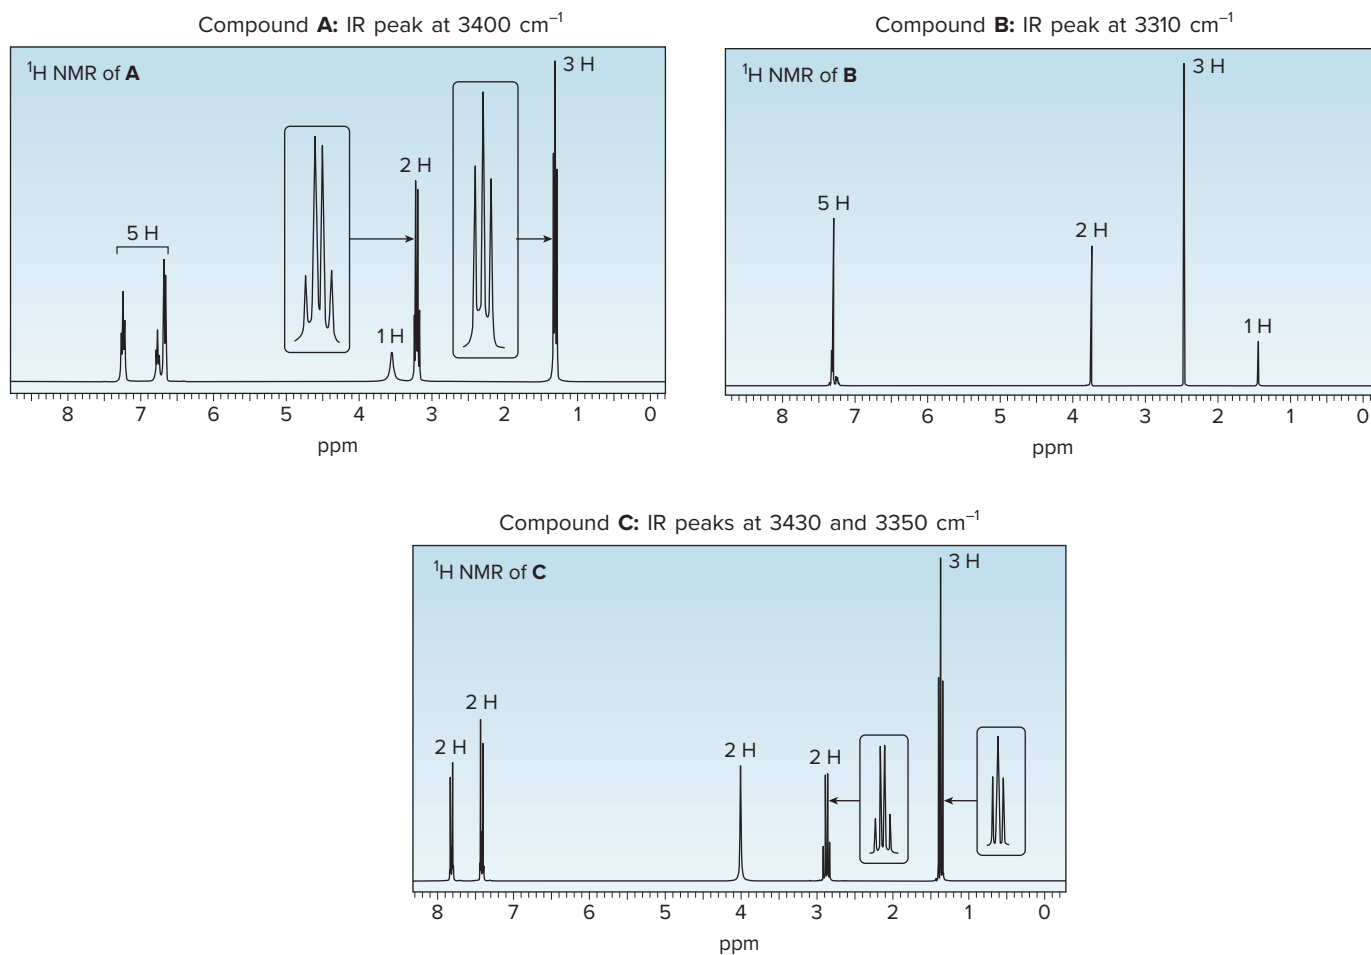 Compound A: IR peak at 3400 cm⁻¹
¹H NMR of A
5 H
1 H
2 H
3 H
8 7 6 5 4 3 2 1 0
ppm
Compound B: IR peak at 3310 cm⁻¹
¹H NMR of B
5 H
2 H
3 H
1 H
8 7 6 5 4 3 2 1 0
ppm
Compound C: IR peaks at 3430 and 3350 cm⁻¹
¹H NMR of C
2 H
2 H
2 H
2 H
3 H
8 7 6 5 4 3 2 1 0
ppm